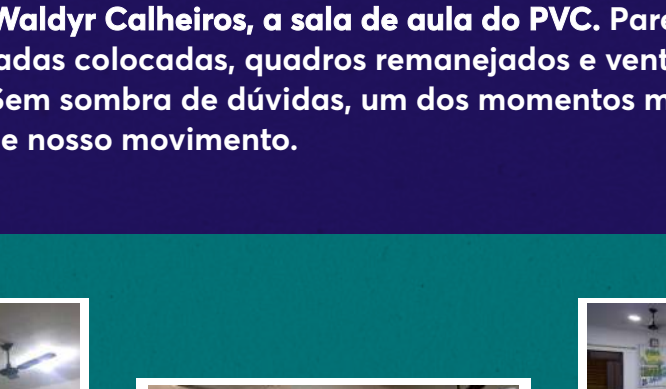 Waldyr Calheiros, a sala de aula do PVC. Pare
adas colocadas, quadros remanejados e vent
Sem sombra de dúvidas, um dos momentos m
e nosso movimento.